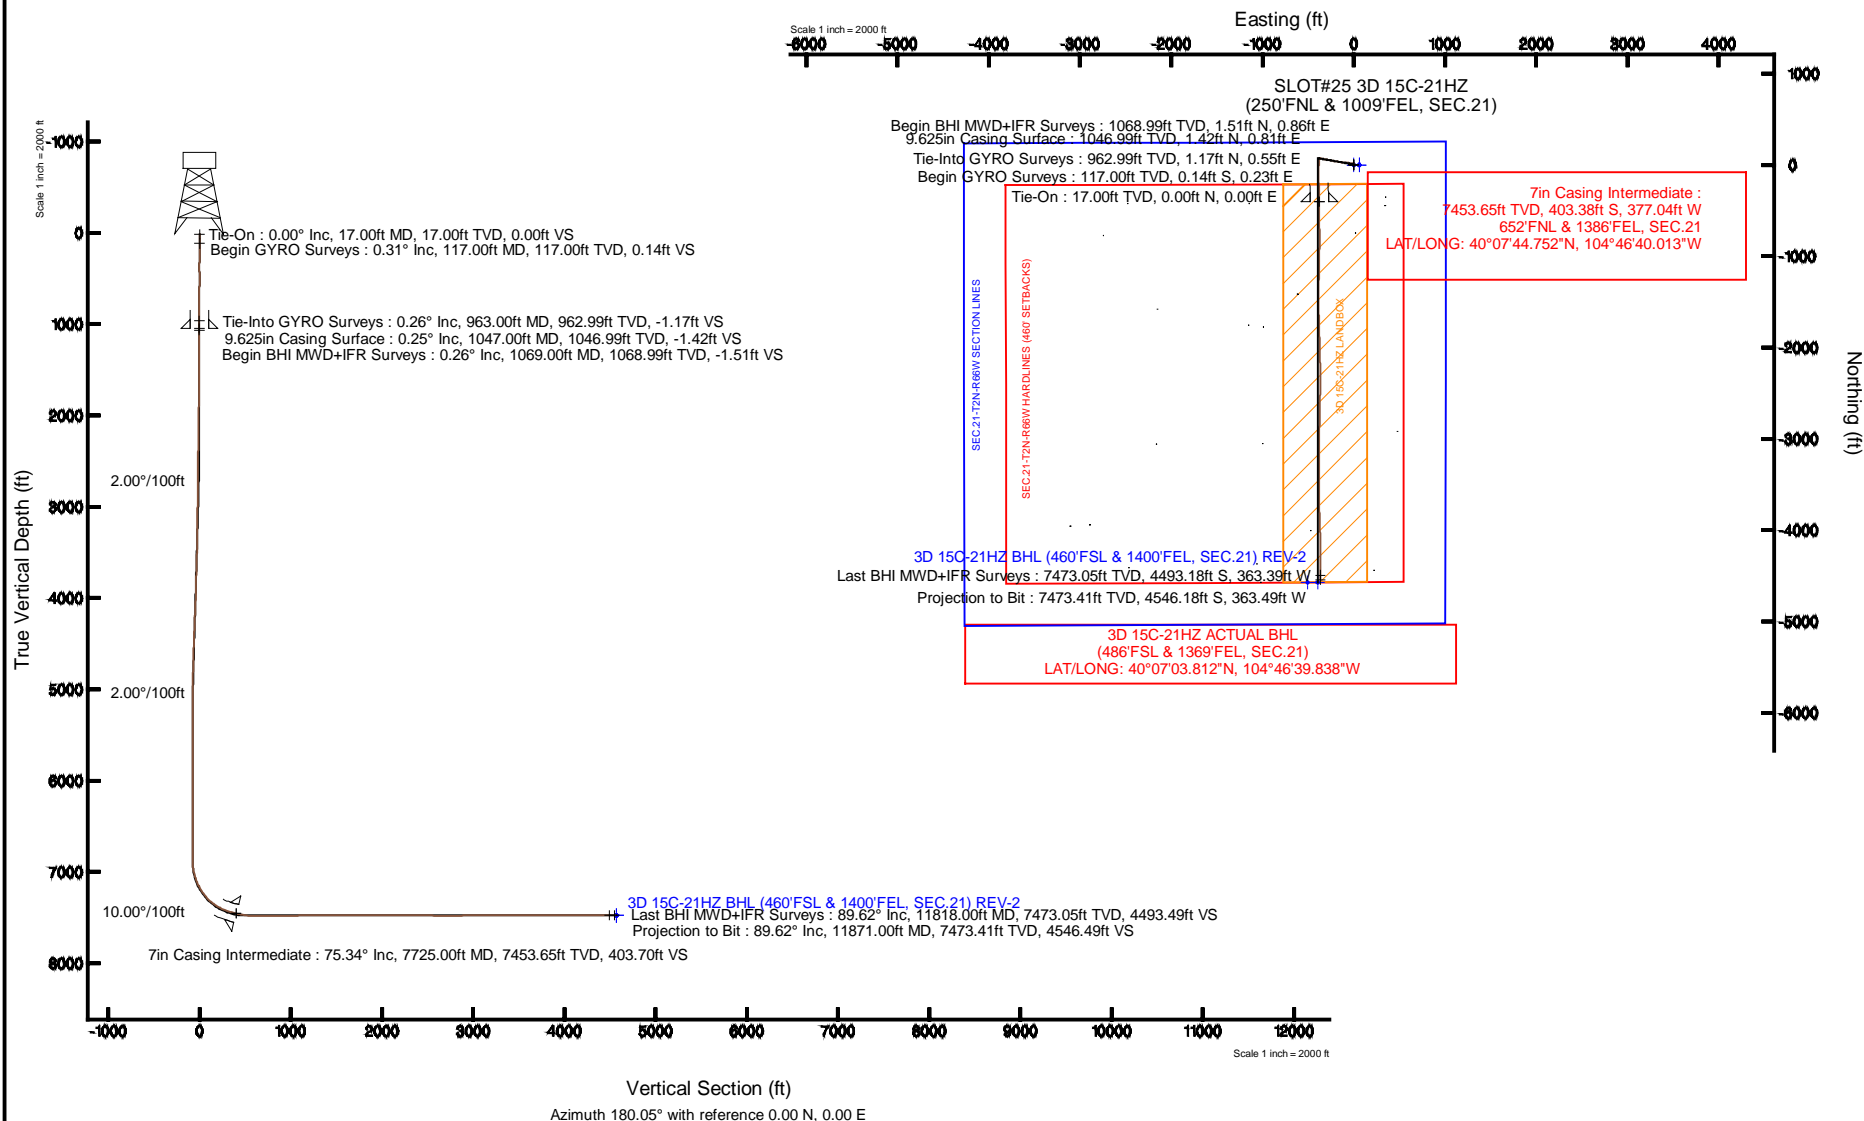 Scale 1 inch = 2000 ft
-1000
0
1000
2000
3000
4000
5000
6000
7000
8000
True Vertical Depth (ft)
Tie-On : 0.00° Inc, 17.00ft MD, 17.00ft TVD, 0.00ft VS
Begin GYRO Surveys : 0.31° Inc, 117.00ft MD, 117.00ft TVD, 0.14ft VS
Tie-Into GYRO Surveys : 0.26° Inc, 963.00ft MD, 962.99ft TVD, -1.17ft VS
9.625in Casing Surface : 0.25° Inc, 1047.00ft MD, 1046.99ft TVD, -1.42ft VS
Begin BHI MWD+IFR Surveys : 0.26° Inc, 1069.00ft MD, 1068.99ft TVD, -1.51ft VS
2.00°/100ft
2.00°/100ft
10.00°/100ft
3D 15C-21HZ BHL (460'FSL & 1400'FEL, SEC.21) REV-2
Last BHI MWD+IFR Surveys : 89.62° Inc, 11818.00ft MD, 7473.05ft TVD, 4493.49ft VS
Projection to Bit : 89.62° Inc, 11871.00ft MD, 7473.41ft TVD, 4546.49ft VS
7in Casing Intermediate : 75.34° Inc, 7725.00ft MD, 7453.65ft TVD, 403.70ft VS
-1000 0 1000 2000 3000 4000 5000 6000 7000 8000 9000 10000 11000 12000
Scale 1 inch = 2000 ft
Vertical Section (ft)
Azimuth 180.05° with reference 0.00 N, 0.00 E
Easting (ft)
Scale 1 inch = 2000 ft
-6000 -5000 -4000 -3000 -2000 -1000 0 1000 2000 3000 4000
SLOT#25 3D 15C-21HZ
(250'FNL & 1009'FEL, SEC.21)
Begin BHI MWD+IFR Surveys : 1068.99ft TVD, 1.51ft N, 0.86ft E
9.625in Casing Surface : 1046.99ft TVD, 1.42ft N, 0.81ft E
Tie-Into GYRO Surveys : 962.99ft TVD, 1.17ft N, 0.55ft E
Begin GYRO Surveys : 117.00ft TVD, 0.14ft S, 0.23ft E
Tie-On : 17.00ft TVD, 0.00ft N, 0.00ft E
7in Casing Intermediate :
7453.65ft TVD, 403.38ft S, 377.04ft W
652'FNL & 1386'FEL, SEC.21
LAT/LONG: 40°07'44.752"N, 104°46'40.013"W
SEC.21-T2N-R66W SECTION LINES
SEC.21-T2N-R66W HARDLINES (460' SETBACKS)
3D 15C-21HZ LANDBOX
3D 15C-21HZ BHL (460'FSL & 1400'FEL, SEC.21) REV-2
Last BHI MWD+IFR Surveys : 7473.05ft TVD, 4493.18ft S, 363.39ft W
Projection to Bit : 7473.41ft TVD, 4546.18ft S, 363.49ft W
3D 15C-21HZ ACTUAL BHL
(486'FSL & 1369'FEL, SEC.21)
LAT/LONG: 40°07'03.812"N, 104°46'39.838"W
1000
0
-1000
-2000
-3000
-4000
-5000
-6000
Northing (ft)